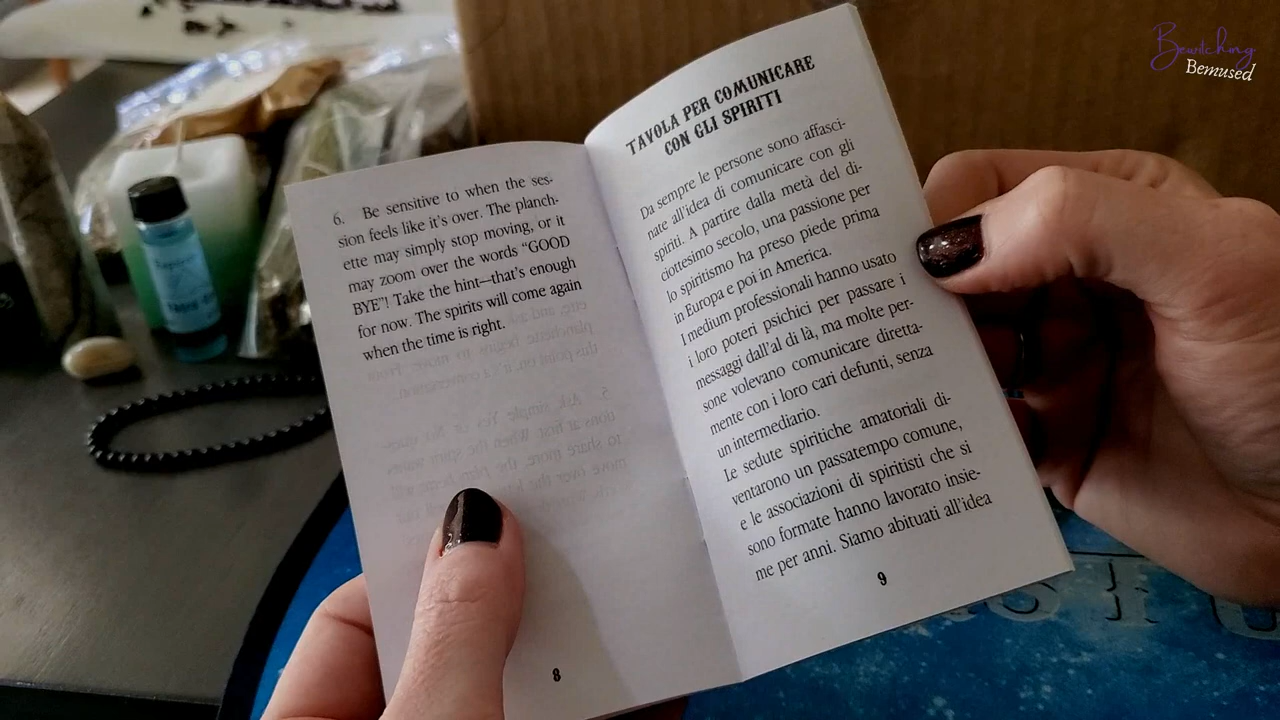 Bewitching
Bemused
6. Be sensitive to when the ses-
sion feels like it's over. The planch-
ette may simply stop moving, or it
may zoom over the words “GOOD
BYE”! Take the hint—that's enough
for now. The spirits will come again
when the time is right.
8
TAVOLA PER COMUNICARE
CON GLI SPIRITI
Da sempre le persone sono affasci-
nate all'idea di comunicare con gli
spiriti. A partire dalla metà del di-
ciottesimo secolo, una passione per
lo spiritismo ha preso piede prima
in Europa e poi in America.
I medium professionali hanno usato
i loro poteri psichici per passare i
messaggi dall'al di là, ma molte per-
sone volevano comunicare diretta-
mente con i loro cari defunti, senza
un intermediario.
Le sedute spiritiche amatoriali di-
ventarono un passatempo comune,
e le associazioni di spiritisti che si
sono formate hanno lavorato insie-
me per anni. Siamo abituati all'idea
9